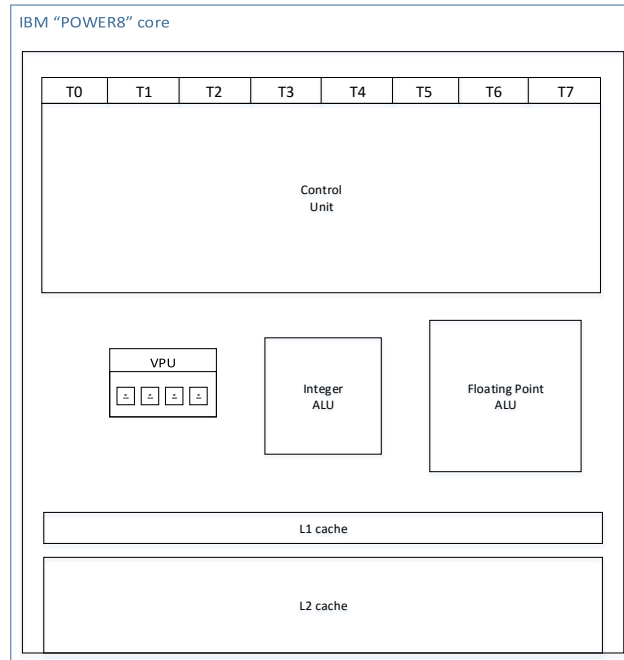 IBM “POWER8” core
T0 T1 T2 T3 T4 T5 T6 T7
Control
Unit
VPU
Integer
ALU
Floating Point
ALU
L1 cache
L2 cache